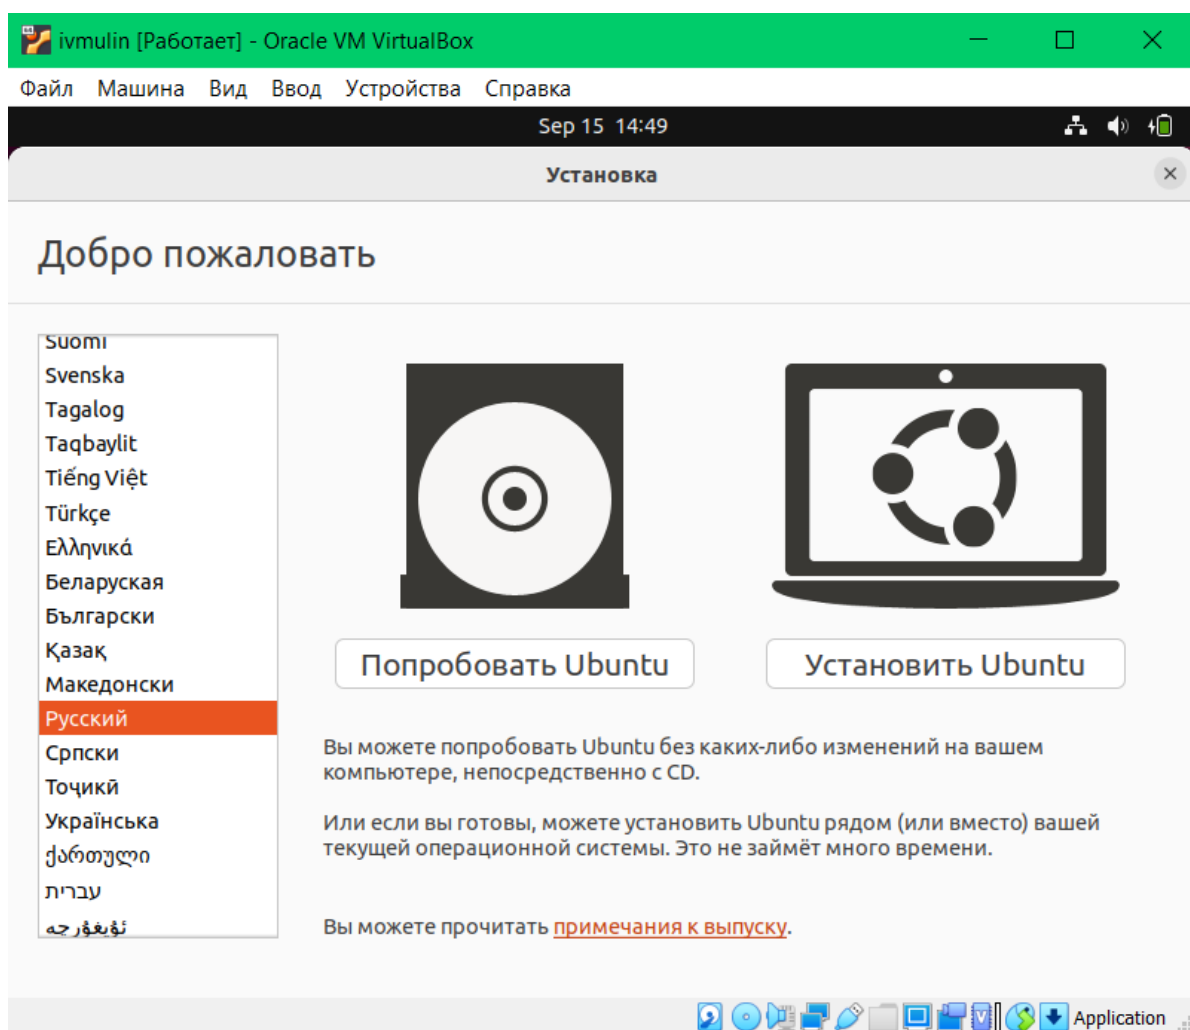 ivmulin [Работает] - Oracle VM VirtualBox
Файл Машина Вид Ввод Устройства Справка
Sep 15 14:49
Установка
Добро пожаловать
Suomi
Svenska
Tagalog
Taqbaylit
Tiếng Việt
Türkçe
Ελληνικά
Беларуская
Български
Қазақ
Македонски
Русский
Српски
Тоҷикӣ
Українська
ქართული
עברית
ئۇيغۇرچە
Попробовать Ubuntu
Установить Ubuntu
Вы можете попробовать Ubuntu без каких-либо изменений на вашем
компьютере, непосредственно с CD.
Или если вы готовы, можете установить Ubuntu рядом (или вместо) вашей
текущей операционной системы. Это не займёт много времени.
Вы можете прочитать примечания к выпуску.
Application